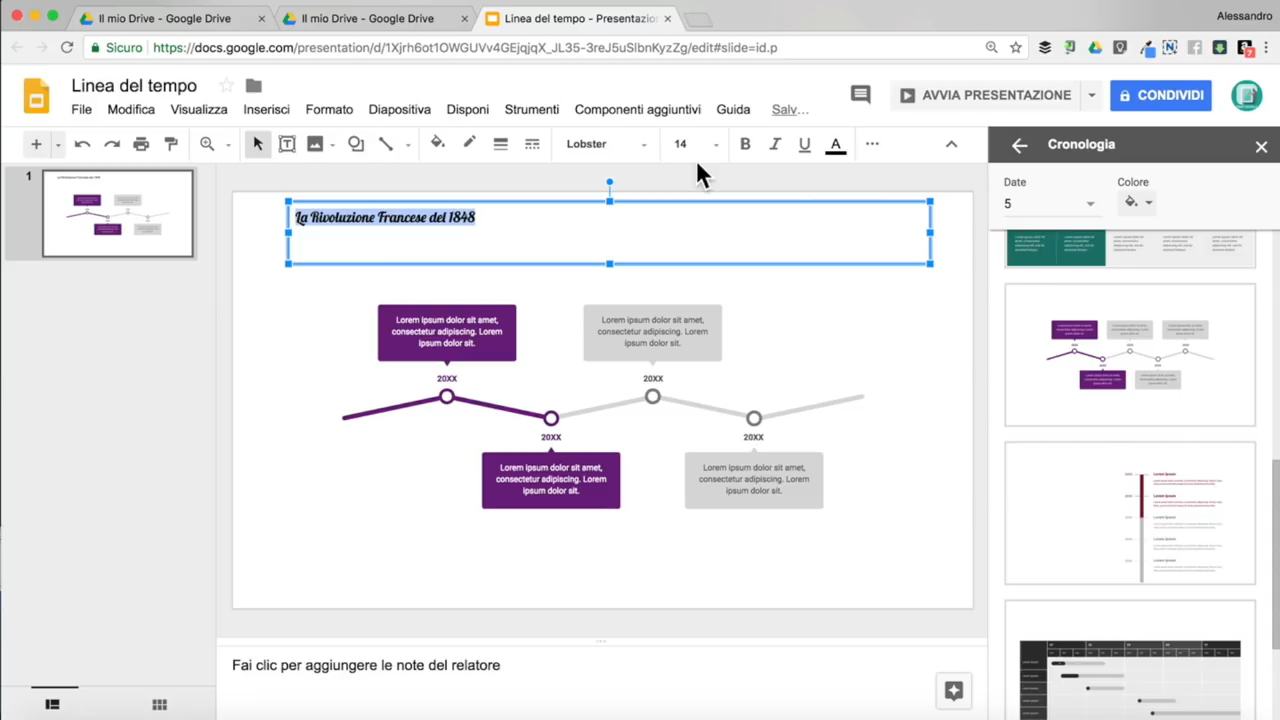 Il mio Drive - Google Drive
Il mio Drive - Google Drive
Linea del tempo - Presentazio
Alessandro
Sicuro
https://docs.google.com/presentation/d/1Xjrh6ot1OWGUVv4GEjqjqX_JL35-3reJ5uSlbnKyzZg/edit#slide=id.p
7
Linea del tempo
File Modifica Visualizza Inserisci Formato Diapositiva Disponi Strume Componenti aggiuntivi Guida Salv...
AVVIA PRESENTAZIONE
CONDIVIDI
Lobster
14
B I U A
Cronologia
Date
5
Colore
1
La Rivoluzione Francese del 1848
Lorem ipsum dolor sit amet,
consectetur adipiscing. Lorem
ipsum dolor sit.
Lorem ipsum dolor sit amet,
consectetur adipiscing. Lorem
ipsum dolor sit.
20XX
20XX
20XX
20XX
Lorem ipsum dolor sit amet,
consectetur adipiscing. Lorem
ipsum dolor sit.
Lorem ipsum dolor sit amet,
consectetur adipiscing. Lorem
ipsum dolor sit.
Fai clic per aggiungere le note del relatore